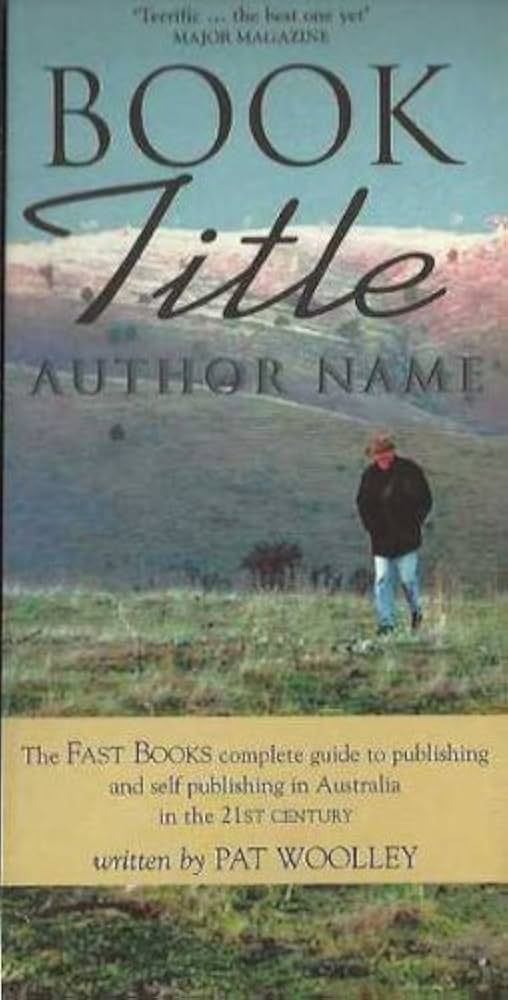 'Terrific ... the best one yet'
MAJOR MAGAZINE
BOOK
Title
AUTHOR NAME
The FAST BOOKS complete guide to publishing
and self publishing in Australia
in the 21ST CENTURY
written by PAT WOOLLEY